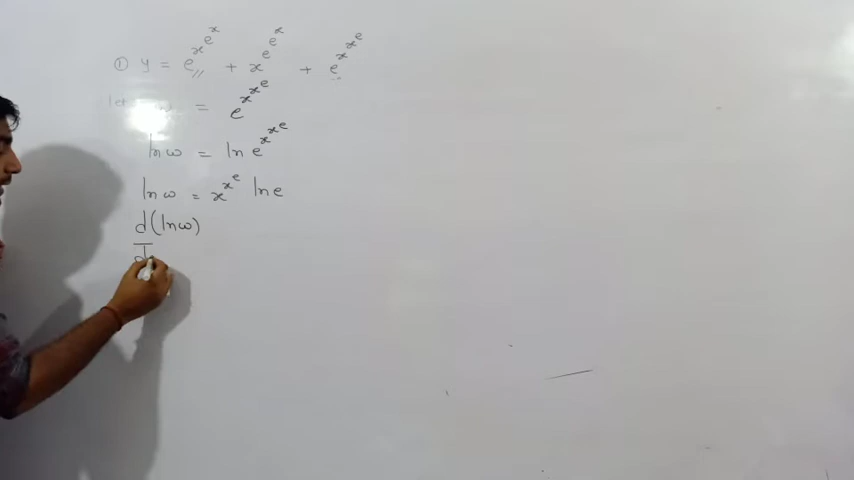 ① y = e^{x^{e^x}} + x^{e^{e^x}} + e^{x^{x^e}}
let w = e^{x^{x^e}}
ln w = ln e^{x^{x^e}}
ln w = x^{x^e} ln e
d(ln w)
d